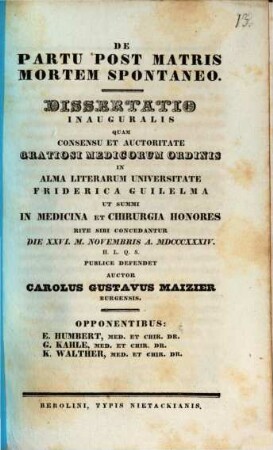 13.
DE
PARTU POST MATRIS
MORTEM SPONTANEO.
DISSERTATIO
INAUGURALIS
QUAM
CONSENSU ET AUCTORITATE
GRATIOSI MEDICORUM ORDINIS
IN
ALMA LITERARUM UNIVERSITATE
FRIDERICA GUILELMA
UT SUMMI
IN MEDICINA ET CHIRURGIA HONORES
RITE SIBI CONCEDANTUR
DIE XXVI. M. NOVEMBRIS A. MDCCCXXXIV.
H. L. Q. S.
PUBLICE DEFENDET
AUCTOR
CAROLUS GUSTAVUS MAIZIER
BURGENSIS.
OPPONENTIBUS:
E. HUMBERT, MED. ET CHIR. DR.
G. KAHLE, MED. ET CHIR. DR.
K. WALTHER, MED. ET CHIR. DR.
BEROLINI, TYPIS NIETACKIANIS.